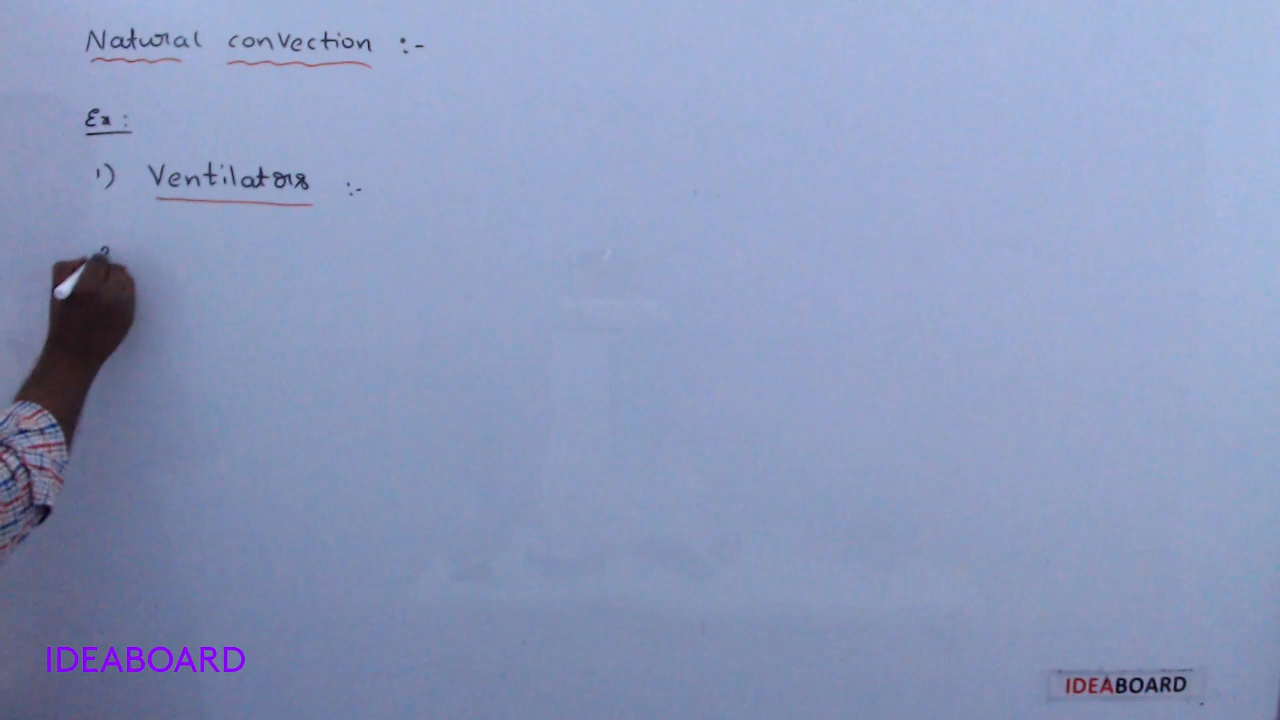 Natural convection :-
Ex :
1) Ventilators :-
IDEABOARD
IDEABOARD